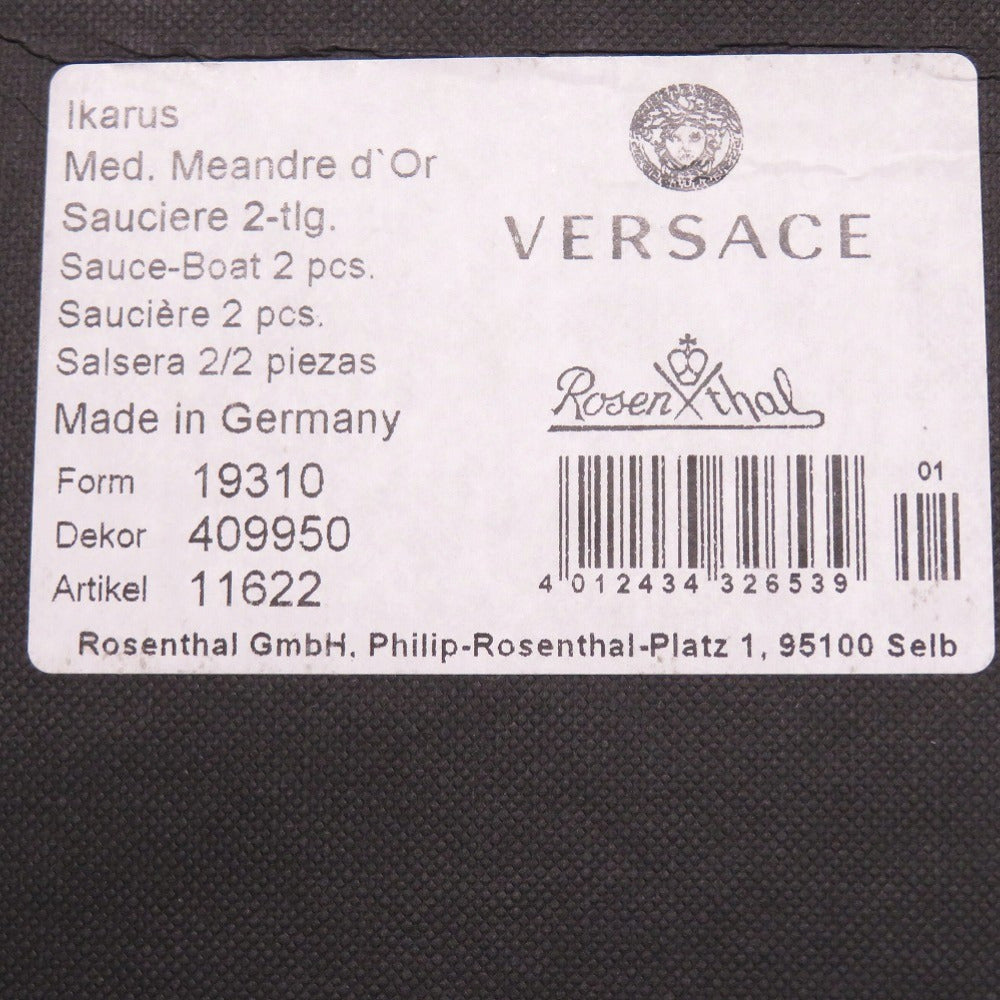 Ikarus
Med. Meandre d`Or
Sauciere 2-tlg.
Sauce-Boat 2 pcs.
Saucière 2 pcs.
Salsera 2/2 piezas
Made in Germany
Form 19310
Dekor 409950
Artikel 11622
VERSACE
Rosenthal
01
4 012434 326539
Rosenthal GmbH, Philip-Rosenthal-Platz 1, 95100 Selb